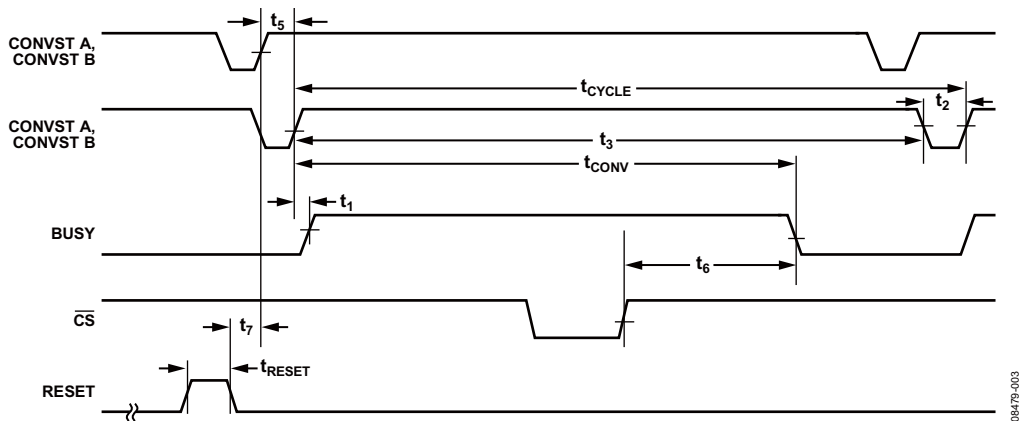 t5
CONVST A,
CONVST B
tCYCLE
t2
CONVST A,
CONVST B
t3
tCONV
t1
BUSY
t6
CS
t7
tRESET
RESET
08479-003